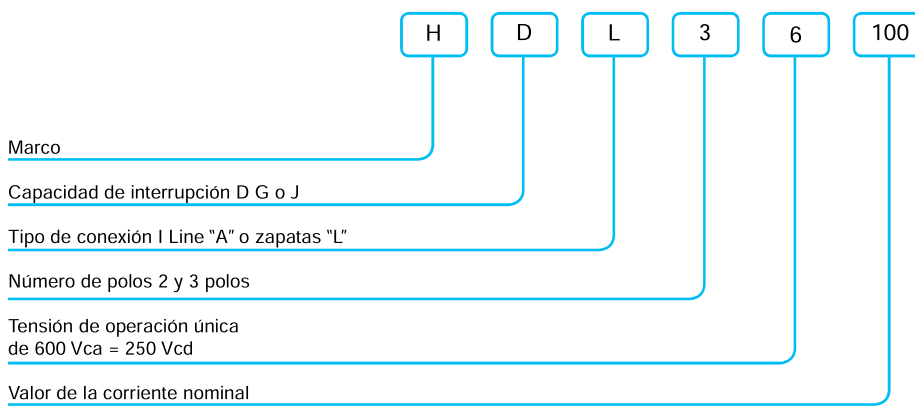 H D L 3 6 100
Marco
Capacidad de interrupción D G o J
Tipo de conexión I Line “A” o zapatas “L”
Número de polos 2 y 3 polos
Tensión de operación única
de 600 Vca = 250 Vcd
Valor de la corriente nominal